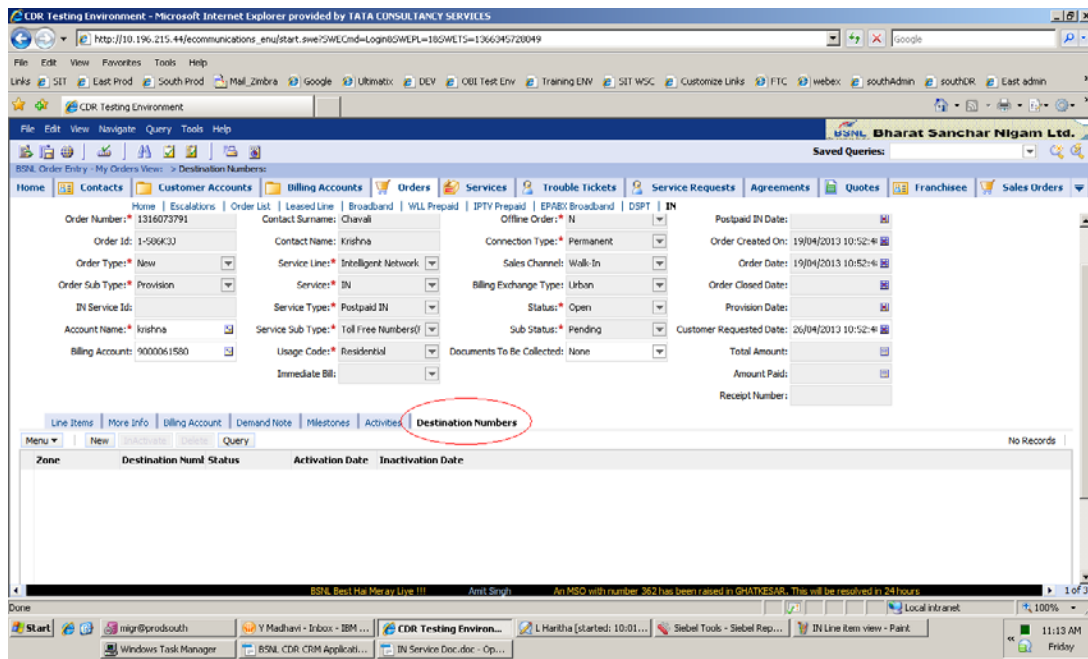 CDR Testing Environment - Microsoft Internet Explorer provided by TATA CONSULTANCY SERVICES
http://10.196.215.44/ecommunications_enu/start.swe?SWECmd=Login&SWEPL=1&SWETS=1366345728049
Google
File Edit View Favorites Tools Help
Links SIT East Prod South Prod Mail_Zimbra Google Ultimatix DEV OBI Test Env Training ENV SIT WSC Customize Links FTC webex southAdmin southDR East admin
CDR Testing Environment
File Edit View Navigate Query Tools Help
BSNL Bharat Sanchar Nigam Ltd.
Saved Queries:
BSNL Order Entry - My Orders View: > Destination Numbers:
Home Contacts Customer Accounts Billing Accounts Orders Services Trouble Tickets Service Requests Agreements Quotes Franchisee Sales Orders
Home | Escalations | Order List | Leased Line | Broadband | WLL Prepaid | IPTV Prepaid | EPABX Broadband | DSPT | IN
Order Number:* 1316073791 Contact Surname: Chavali Offline Order:* N Postpaid IN Date:
Order Id: 1-586K3J Contact Name: Krishna Connection Type:* Permanent Order Created On: 19/04/2013 10:52:4
Order Type:* New Service Line:* Intelligent Network Sales Channel: Walk-In Order Date: 19/04/2013 10:52:4
Order Sub Type:* Provision Service:* IN Billing Exchange Type: Urban Order Closed Date:
IN Service Id: Service Type:* Postpaid IN Status:* Open Provision Date:
Account Name:* krishna Service Sub Type:* Toll Free Numbers(I Sub Status:* Pending Customer Requested Date: 26/04/2013 10:52:4
Billing Account: 9000061580 Usage Code:* Residential Documents To Be Collected: None Total Amount:
Immediate Bill: Amount Paid:
Receipt Number:
Line Items | More Info | Billing Account | Demand Note | Milestones | Activities | Destination Numbers
Menu New InActivate Delete Query No Records
Zone Destination Numl Status Activation Date Inactivation Date
BSNL Best Hai Meray Liye !!! Amit Singh An MSO with number 362 has been raised in GHATKESAR. This will be resolved in 24 hours
1 of 3
Done Local intranet 100%
Start migr@prodsouth Y Madhavi - Inbox - IBM ... CDR Testing Environ... L Haritha [started: 10:01... Siebel Tools - Siebel Rep... IN Line item view - Paint 11:13 AM
Windows Task Manager BSNL CDR CRM Applicati... IN Service Doc.doc - Op... Friday